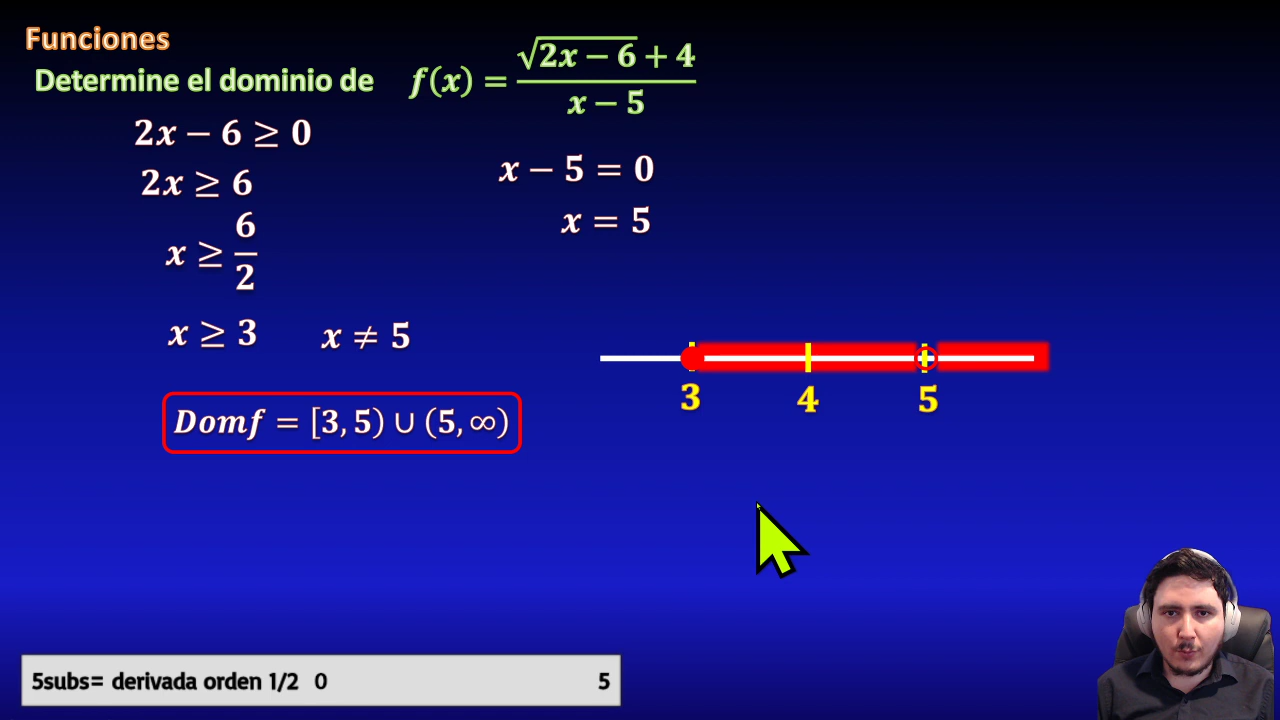 Funciones
Determine el dominio de f(x) = (√(2x − 6) + 4)/(x − 5)
2x − 6 ≥ 0
x − 5 = 0
2x ≥ 6
x = 5
x ≥ 6/2
x ≥ 3 x ≠ 5
3 4 5
Domf = [3, 5) ∪ (5, ∞)
5subs= derivada orden 1/2 0 5